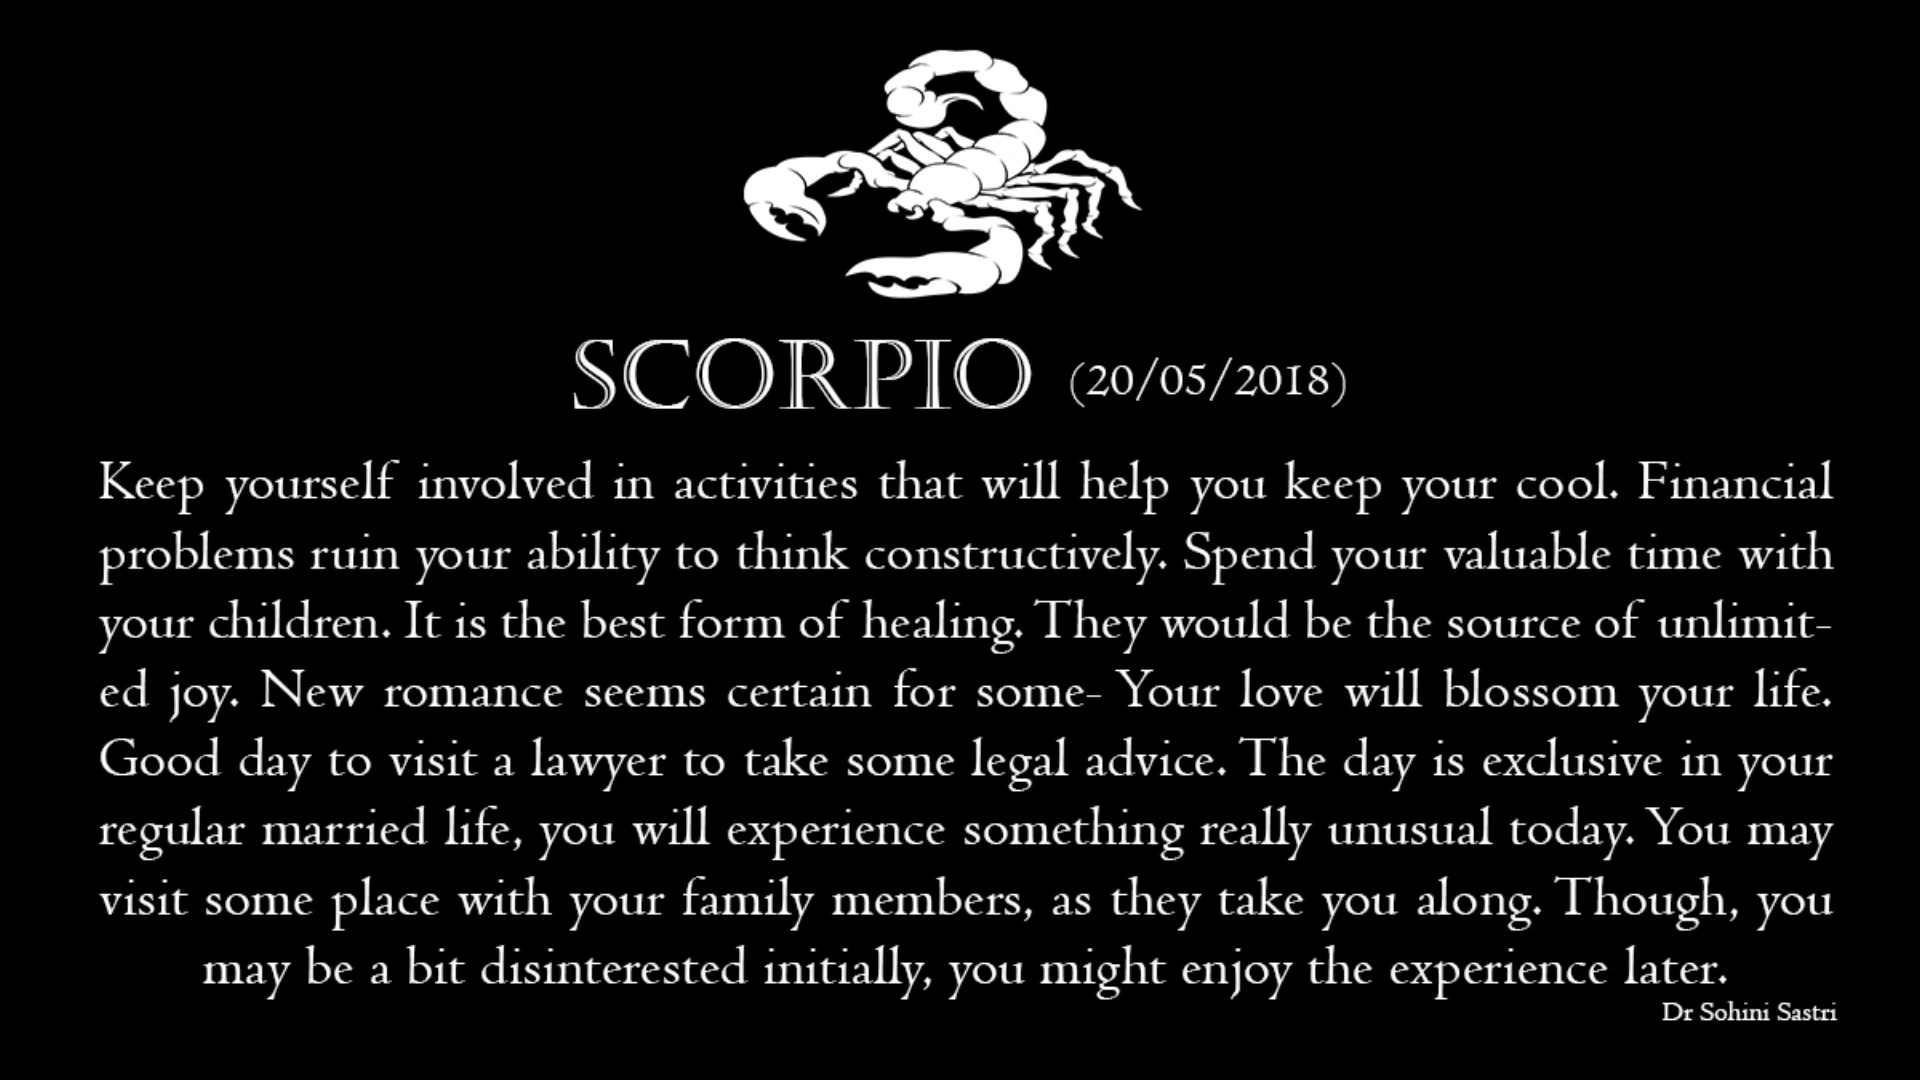 SCORPIO (20/05/2018)
Keep yourself involved in activities that will help you keep your cool. Financial
problems ruin your ability to think constructively. Spend your valuable time with
your children. It is the best form of healing. They would be the source of unlimit-
ed joy. New romance seems certain for some- Your love will blossom your life.
Good day to visit a lawyer to take some legal advice. The day is exclusive in your
regular married life, you will experience something really unusual today. You may
visit some place with your family members, as they take you along. Though, you
may be a bit disinterested initially, you might enjoy the experience later.
Dr Sohini Sastri